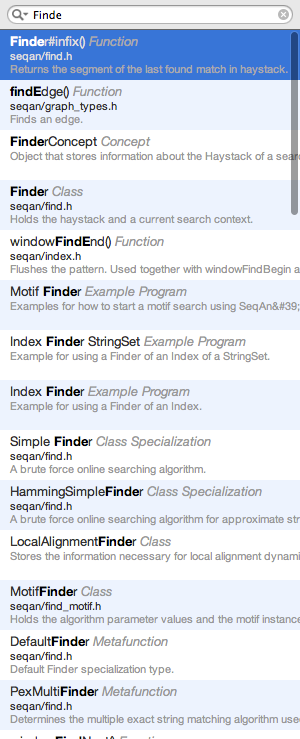 Finde
Finder#infix() Function
seqan/find.h
Returns the segment of the last found match in haystack.
findEdge() Function
seqan/graph_types.h
Finds an edge.
FinderConcept Concept
Object that stores information about the Haystack of a sear
Finder Class
seqan/find.h
Holds the haystack and a current search context.
windowFindEnd() Function
seqan/index.h
Flushes the pattern. Used together with windowFindBegin a
Motif Finder Example Program
Examples for how to start a motif search using SeqAn&#39;
Index Finder StringSet Example Program
Example for using a Finder of an Index of a StringSet.
Index Finder Example Program
Example for using a Finder of an Index.
Simple Finder Class Specialization
seqan/find.h
A brute force online searching algorithm.
HammingSimpleFinder Class Specialization
seqan/find.h
A brute force online searching algorithm for approximate str
LocalAlignmentFinder Class
Stores the information necessary for local alignment dynami
MotifFinder Class
seqan/find_motif.h
Holds the algorithm parameter values and the motif instance
DefaultFinder Metafunction
seqan/find.h
Default Finder specialization type.
PexMultiFinder Metafunction
seqan/find.h
Determines the multiple exact string matching algorithm used
windowFindNext() Function